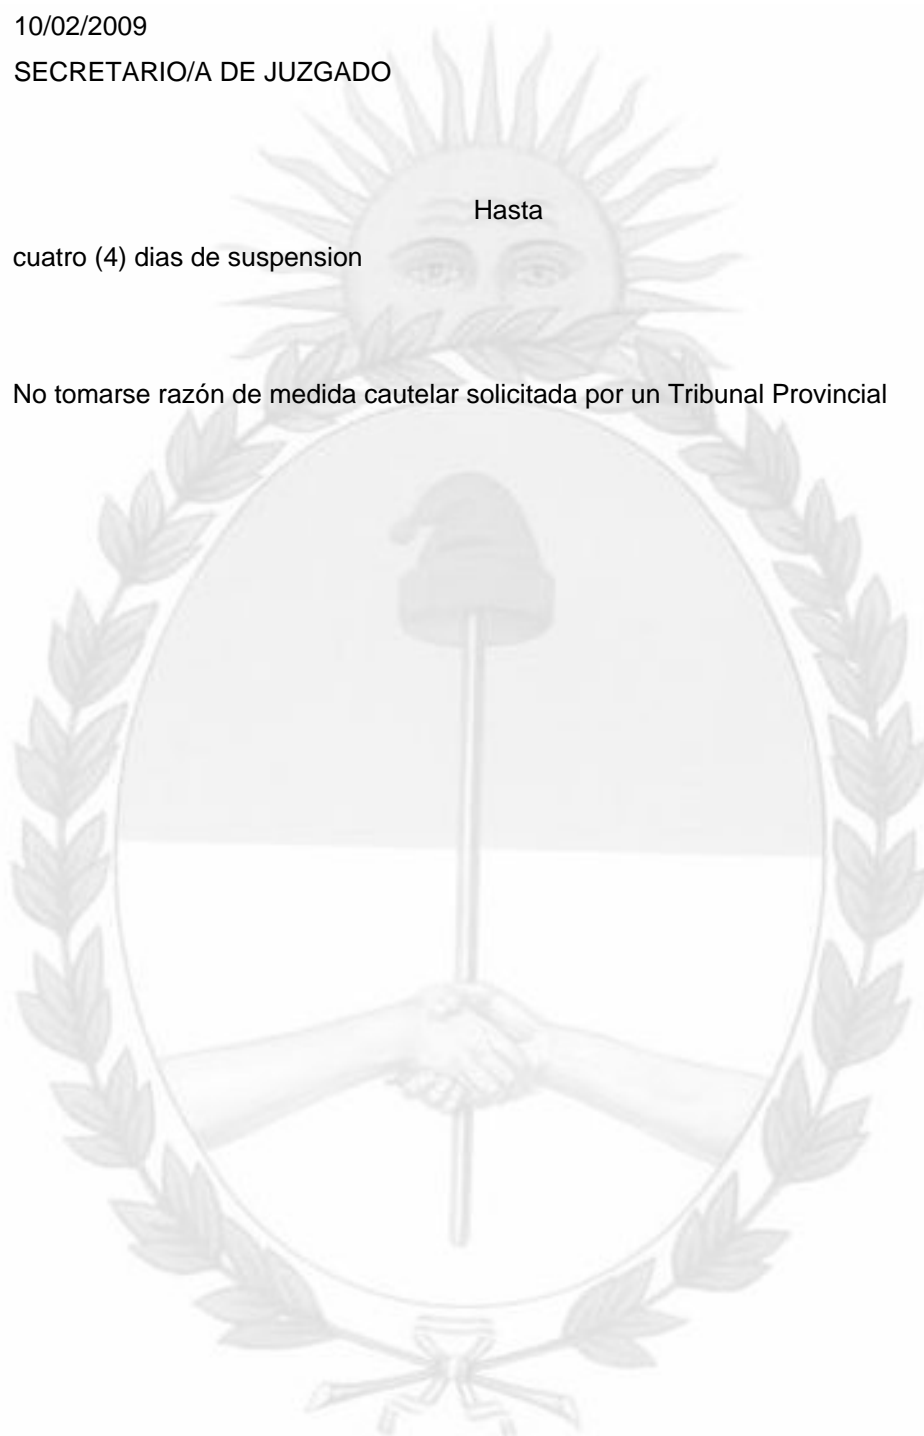 10/02/2009
SECRETARIO/A DE JUZGADO
Hasta
cuatro (4) dias de suspension
No tomarse razón de medida cautelar solicitada por un Tribunal Provincial